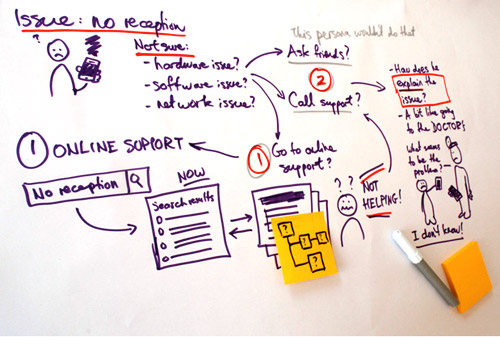 Issue: no reception
?
Not sure:
- hardware issue?
- software issue?
- network issue?
This persona wouldn't do that
Ask friends?
2
Call support?
- How does he
explain the
issue?
- A bit like going
to the DOCTOR'S
What seems
to be the
problem?
I don't know!
1 ONLINE SUPPORT
1 Go to online
support?
No reception
NOW
Search results
? ?
NOT
HELPING!
?
?
?
?